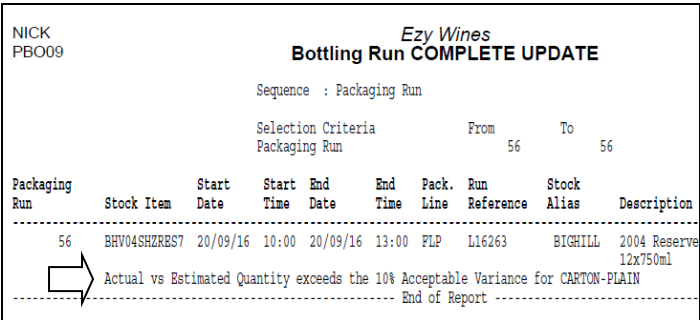 NICK Ezy Wines
PBO09 Bottling Run COMPLETE UPDATE
Sequence : Packaging Run
Selection Criteria From To
Packaging Run 56 56
Packaging Start Start End End Pack. Run Stock
Run Stock Item Date Time Date Time Line Reference Alias Description
56 BHV04SHZRES7 20/09/16 10:00 20/09/16 13:00 FLP L16263 BIGHILL 2004 Reserve
12x750ml
Actual vs Estimated Quantity exceeds the 10% Acceptable Variance for CARTON-PLAIN
End of Report